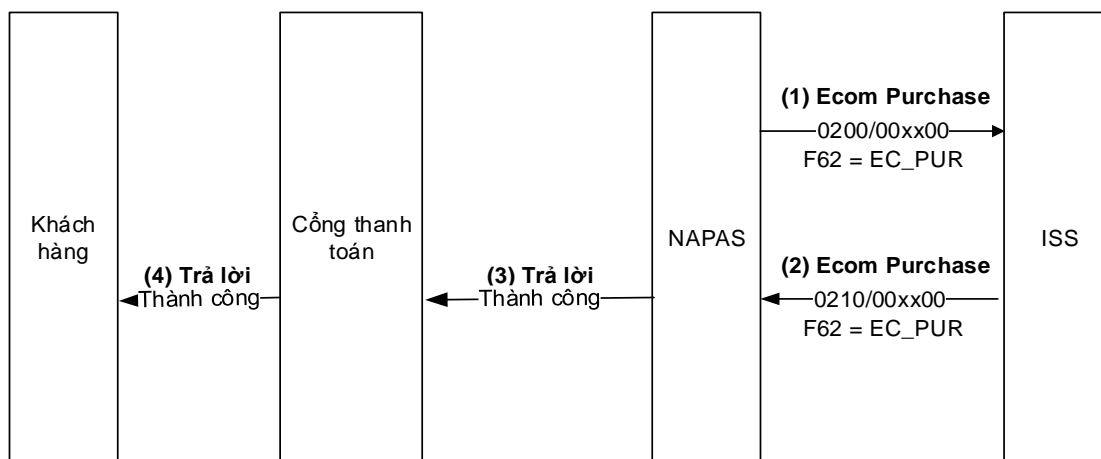 (1) Ecom Purchase
0200/00xx00
F62 = EC_PUR
Khách
hàng
Cổng thanh
toán
NAPAS
ISS
(2) Ecom Purchase
0210/00xx00
F62 = EC_PUR
(3) Trả lời
Thành công
(4) Trả lời
Thành công